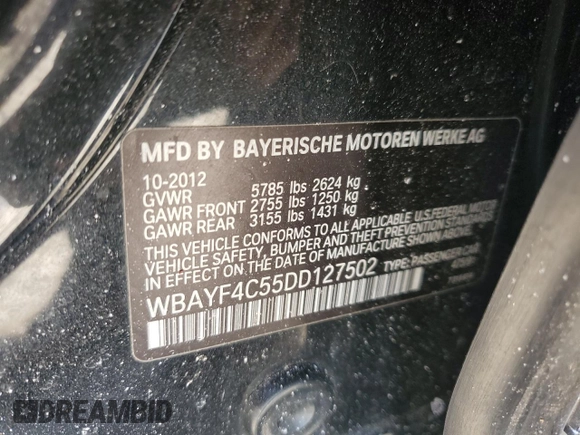 MFD BY BAYERISCHE MOTOREN WERKE AG
10-2012
GVWR 5785 lbs 2624 kg
GAWR FRONT 2755 lbs 1250 kg
GAWR REAR 3155 lbs 1431 kg
THIS VEHICLE CONFORMS TO ALL APPLICABLE U.S. FEDERAL MOTOR
VEHICLE SAFETY, BUMPER AND THEFT PREVENTION STANDARDS
IN EFFECT ON THE DATE OF MANUFACTURE SHOWN ABOVE.
WBAYF4C55DD127502 TYPE: PASSENGER CAR
DREAMBID